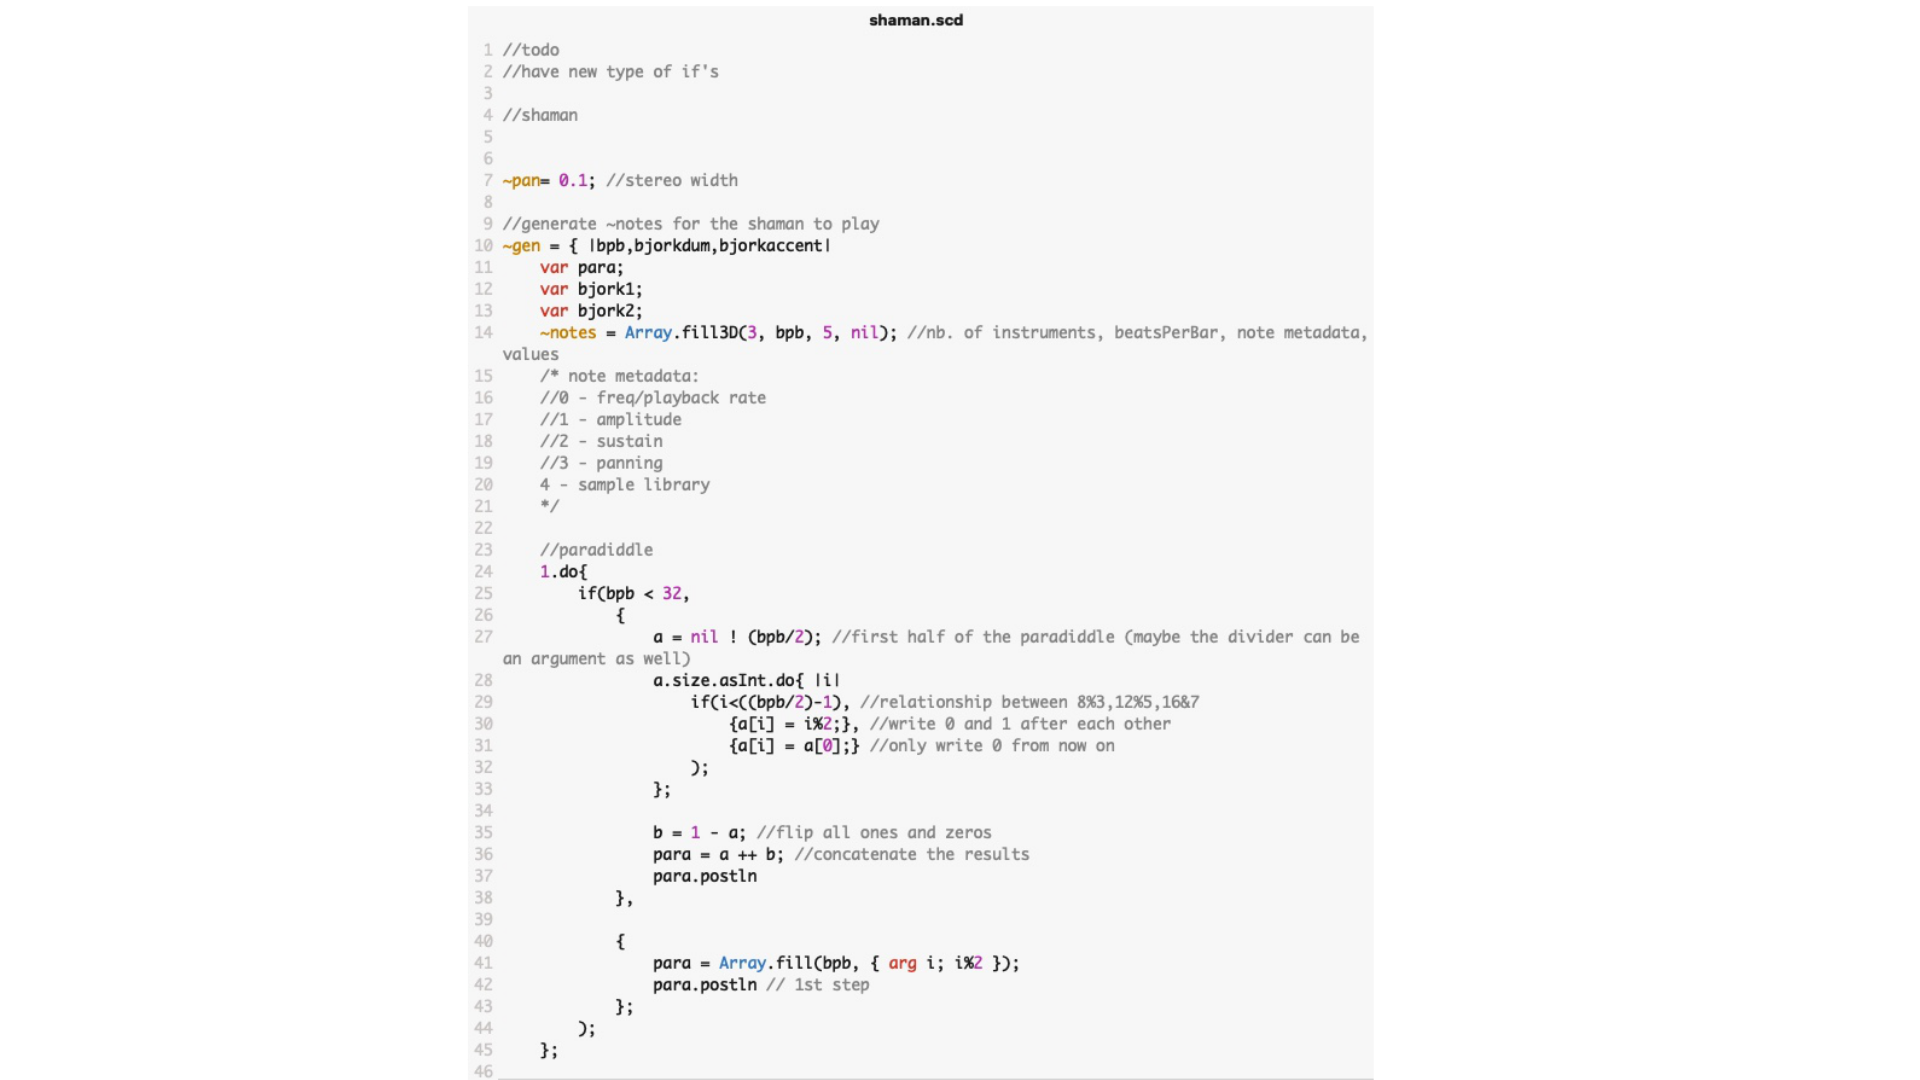 shaman.scd
1 //todo
2 //have new type of if's
3
4 //shaman
5
6
7 ~pan= 0.1; //stereo width
8
9 //generate ~notes for the shaman to play
10 ~gen = { |bpb,bjorkdum,bjorkaccent|
11     var para;
12     var bjork1;
13     var bjork2;
14     ~notes = Array.fill3D(3, bpb, 5, nil); //nb. of instruments, beatsPerBar, note metadata,
values
15     /* note metadata:
16     //0 - freq/playback rate
17     //1 - amplitude
18     //2 - sustain
19     //3 - panning
20     4 - sample library
21     */
22
23     //paradiddle
24     1.do{
25         if(bpb < 32,
26             {
27                 a = nil ! (bpb/2); //first half of the paradiddle (maybe the divider can be
an argument as well)
28                 a.size.asInt.do{ |i|
29                     if(i<((bpb/2)-1), //relationship between 8%3,12%5,16&7
30                         {a[i] = i%2;}, //write 0 and 1 after each other
31                         {a[i] = a[0];} //only write 0 from now on
32                     );
33                 };
34
35                 b = 1 - a; //flip all ones and zeros
36                 para = a ++ b; //concatenate the results
37                 para.postln
38             },
39
40             {
41                 para = Array.fill(bpb, { arg i; i%2 });
42                 para.postln // 1st step
43             };
44         );
45     };
46